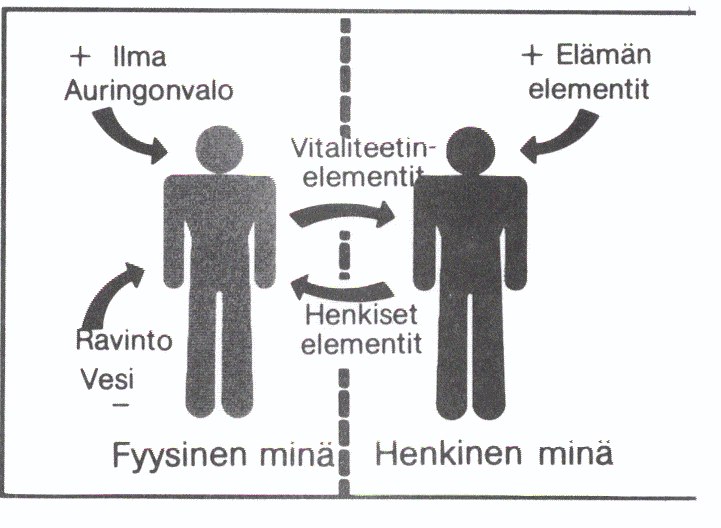 + Ilma
Auringonvalo
+ Elämän
elementit
Vitaliteetin-
elementit
Henkiset
elementit
Ravinto
Vesi
−
Fyysinen minä
Henkinen minä